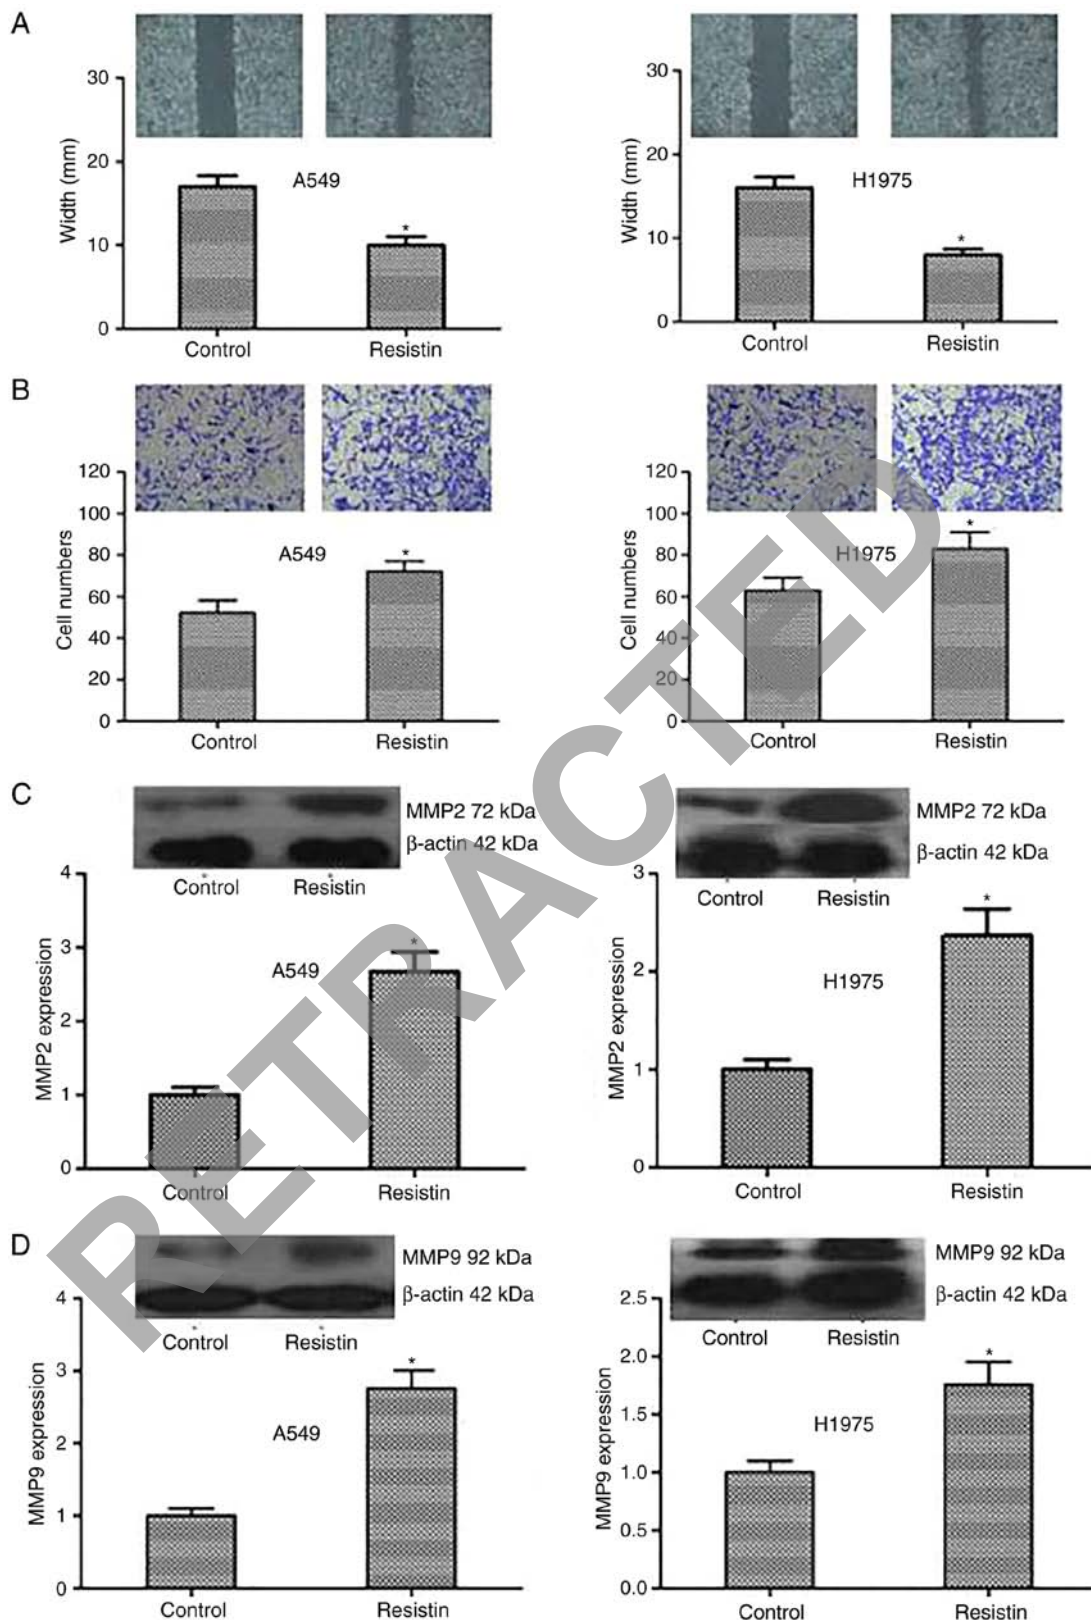 A
30
20
10
0
Width (mm)
A549
*
Control
Resistin
30
20
10
0
Width (mm)
H1975
*
Control
Resistin
B
120
100
80
60
40
20
0
Cell numbers
A549
*
Control
Resistin
120
100
80
60
40
20
0
Cell numbers
H1975
*
Control
Resistin
C
MMP2 72 kDa
β-actin 42 kDa
Control
Resistin
4
3
2
1
0
MMP2 expression
A549
*
Control
Resistin
MMP2 72 kDa
β-actin 42 kDa
Control
Resistin
3
2
1
0
MMP2 expression
H1975
*
Control
Resistin
D
MMP9 92 kDa
β-actin 42 kDa
Control
Resistin
4
3
2
1
0
MMP9 expression
A549
*
Control
Resistin
MMP9 92 kDa
β-actin 42 kDa
Control
Resistin
2.5
2.0
1.5
1.0
0.5
0.0
MMP9 expression
H1975
*
Control
Resistin
RETRACTED